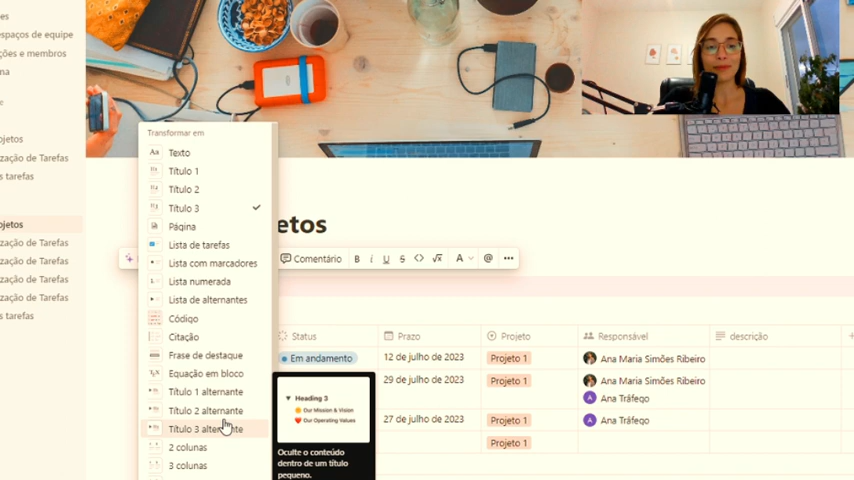 es
espaços de equipe
ções e membros
na
e
ojetos
zação de Tarefas
s tarefas
ojetos
zação de Tarefas
zação de Tarefas
zação de Tarefas
zação de Tarefas
s tarefas
Transformar em
Aa Texto
Título 1
Título 2
Título 3
Página
Lista de tarefas
Lista com marcadores
Lista numerada
Lista de alternantes
Código
Citação
Frase de destaque
Equação em bloco
Título 1 alternante
Título 2 alternante
Título 3 alternante
2 colunas
3 colunas
etos
Comentário B i U S <> √x A @ •••
Status Prazo Projeto Responsável descrição
Em andamento 12 de julho de 2023 Projeto 1 Ana Maria Simões Ribeiro
29 de julho de 2023 Projeto 1 Ana Maria Simões Ribeiro
A Ana Tráfeqo
27 de julho de 2023 Projeto 1 A Ana Tráfeqo
Projeto 1
Heading 3
Our Mission & Vision
Our Operating Values
Oculte o conteúdo
dentro de um título
pequeno.